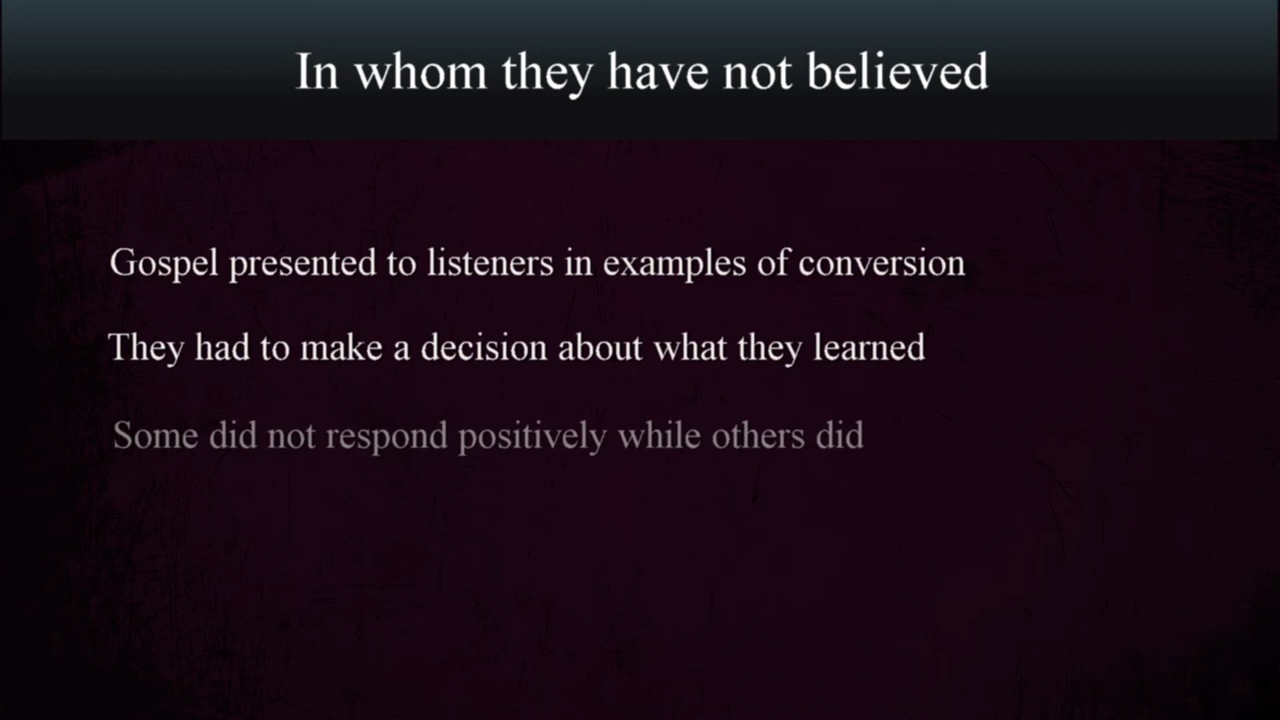 In whom they have not believed
Gospel presented to listeners in examples of conversion
They had to make a decision about what they learned
Some did not respond positively while others did